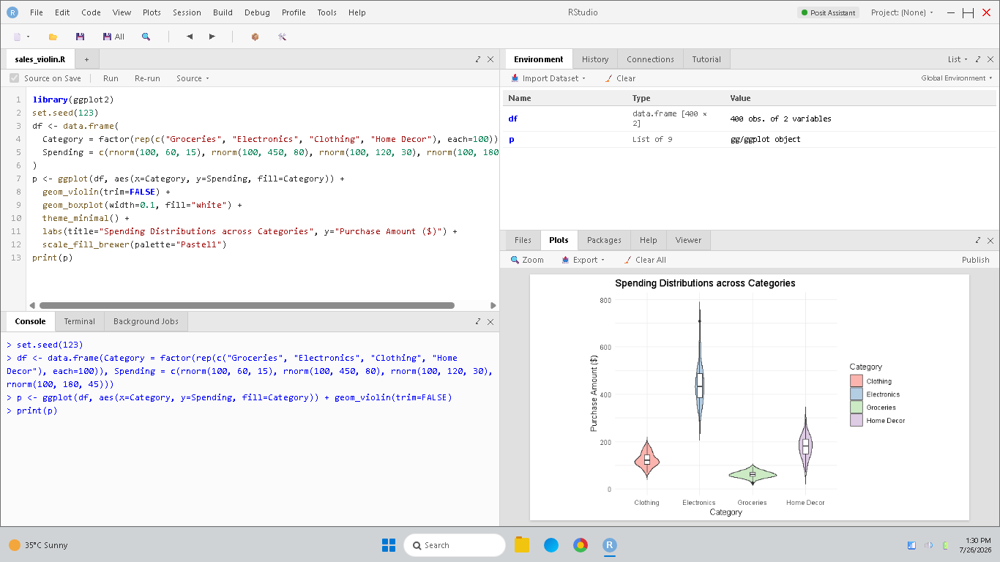 R File Edit Code View Plots Session Build Debug Profile Tools Help RStudio Posit Assistant Project: (None)
All
sales_violin.R +
Source on Save Run Re-run Source
1 library(ggplot2)
2 set.seed(123)
3 df <- data.frame(
4 Category = factor(rep(c("Groceries", "Electronics", "Clothing", "Home Decor"), each=100))
5 Spending = c(rnorm(100, 60, 15), rnorm(100, 450, 80), rnorm(100, 120, 30), rnorm(100, 180
6 )
7 p <- ggplot(df, aes(x=Category, y=Spending, fill=Category)) +
8 geom_violin(trim=FALSE) +
9 geom_boxplot(width=0.1, fill="white") +
10 theme_minimal() +
11 labs(title="Spending Distributions across Categories", y="Purchase Amount ($)") +
12 scale_fill_brewer(palette="Pastel1")
13 print(p)
Console Terminal Background Jobs
> set.seed(123)
> df <- data.frame(Category = factor(rep(c("Groceries", "Electronics", "Clothing", "Home
Decor"), each=100)), Spending = c(rnorm(100, 60, 15), rnorm(100, 450, 80), rnorm(100, 120, 30),
rnorm(100, 180, 45)))
> p <- ggplot(df, aes(x=Category, y=Spending, fill=Category)) + geom_violin(trim=FALSE)
> print(p)
Environment History Connections Tutorial List
Import Dataset Clear Global Environment
Name Type Value
df data.frame [400 × 2] 400 obs. of 2 variables
p List of 9 gg/ggplot object
Files Plots Packages Help Viewer
Zoom Export Clear All Publish
Spending Distributions across Categories
Purchase Amount ($)
800
600
400
200
0
Clothing Electronics Groceries Home Decor
Category
Category
Clothing
Electronics
Groceries
Home Decor
35°C Sunny
Search
R
1:30 PM
7/26/2026